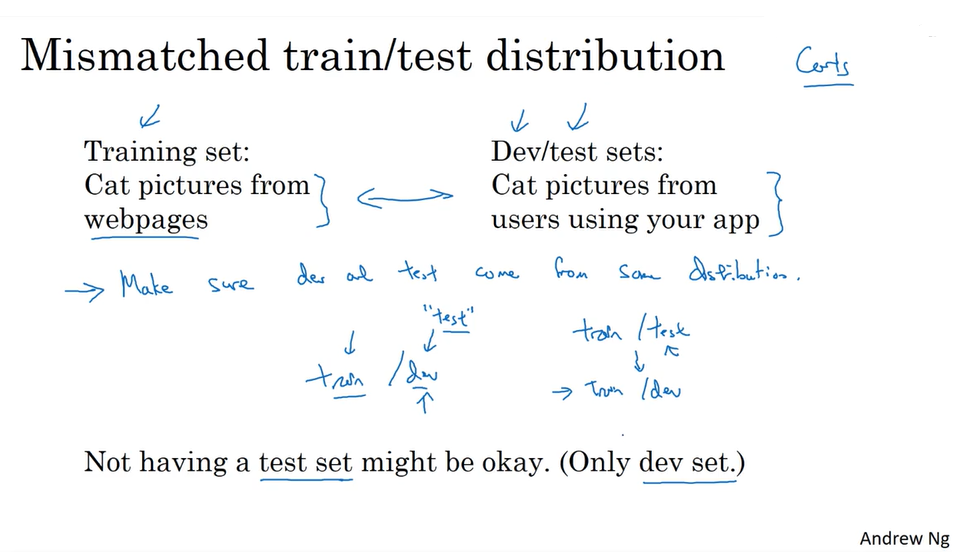 Mismatched train/test distribution
Training set:
Cat pictures from
webpages
Dev/test sets:
Cat pictures from
users using your app
→ Make sure dev and test come from same distribution.
"test"
train / dev
train / test
→ train / dev
Not having a test set might be okay. (Only dev set.)
Andrew Ng